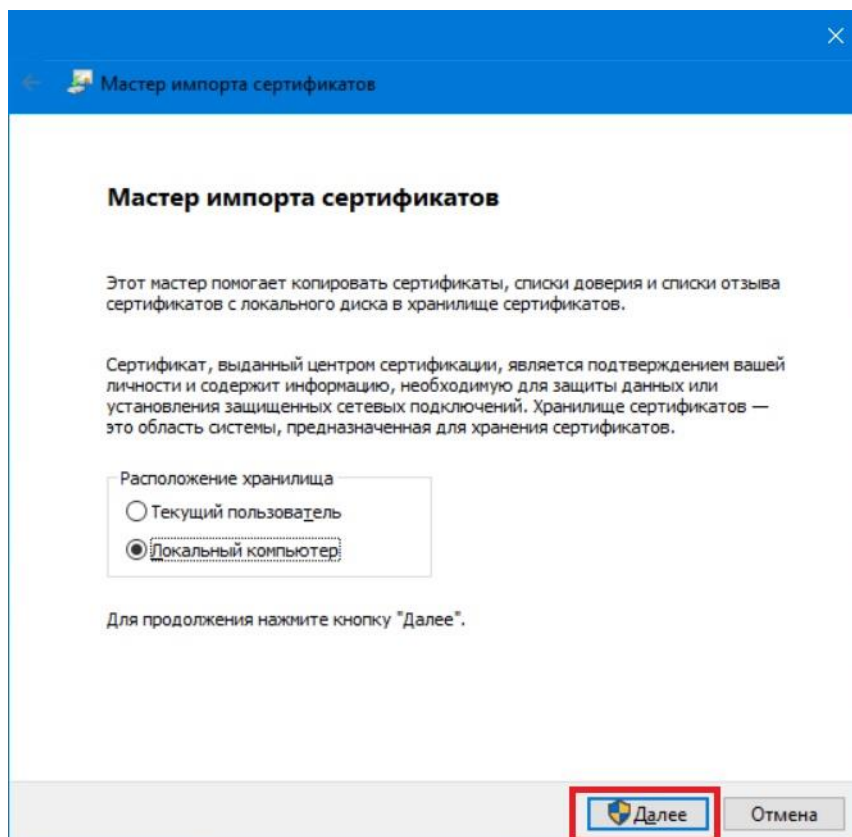 Мастер импорта сертификатов
Мастер импорта сертификатов
Этот мастер помогает копировать сертификаты, списки доверия и списки отзыва
сертификатов с локального диска в хранилище сертификатов.
Сертификат, выданный центром сертификации, является подтверждением вашей
личности и содержит информацию, необходимую для защиты данных или
установления защищенных сетевых подключений. Хранилище сертификатов —
это область системы, предназначенная для хранения сертификатов.
Расположение хранилища
Текущий пользователь
Локальный компьютер
Для продолжения нажмите кнопку "Далее".
Далее
Отмена